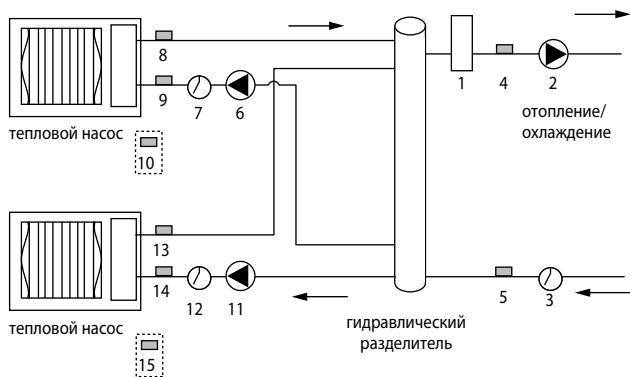 8
9
7
6
1
4
2
тепловой насос
10
отопление/
охлаждение
13
14
12
11
5
3
тепловой насос
15
гидравлический
разделитель